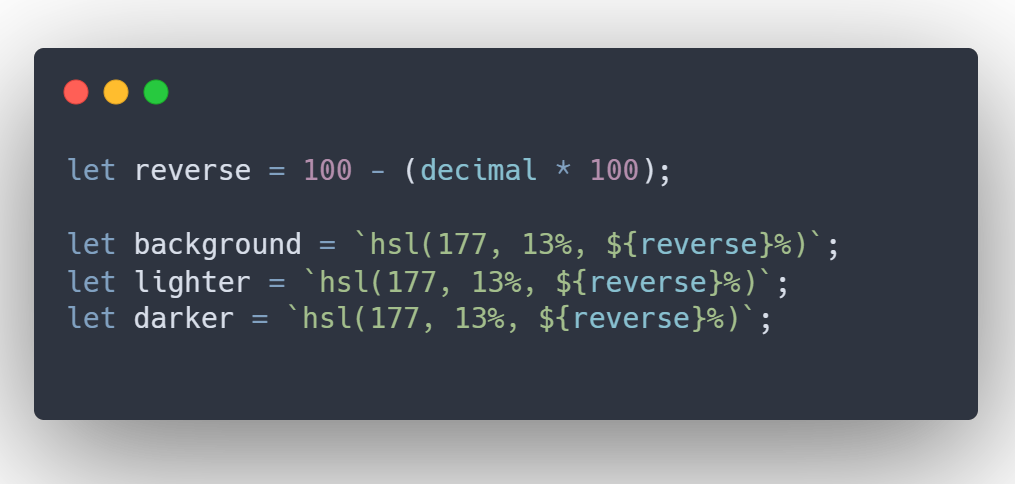 let reverse = 100 - (decimal * 100);
let background = `hsl(177, 13%, ${reverse}%)`;
let lighter = `hsl(177, 13%, ${reverse}%)`;
let darker = `hsl(177, 13%, ${reverse}%)`;